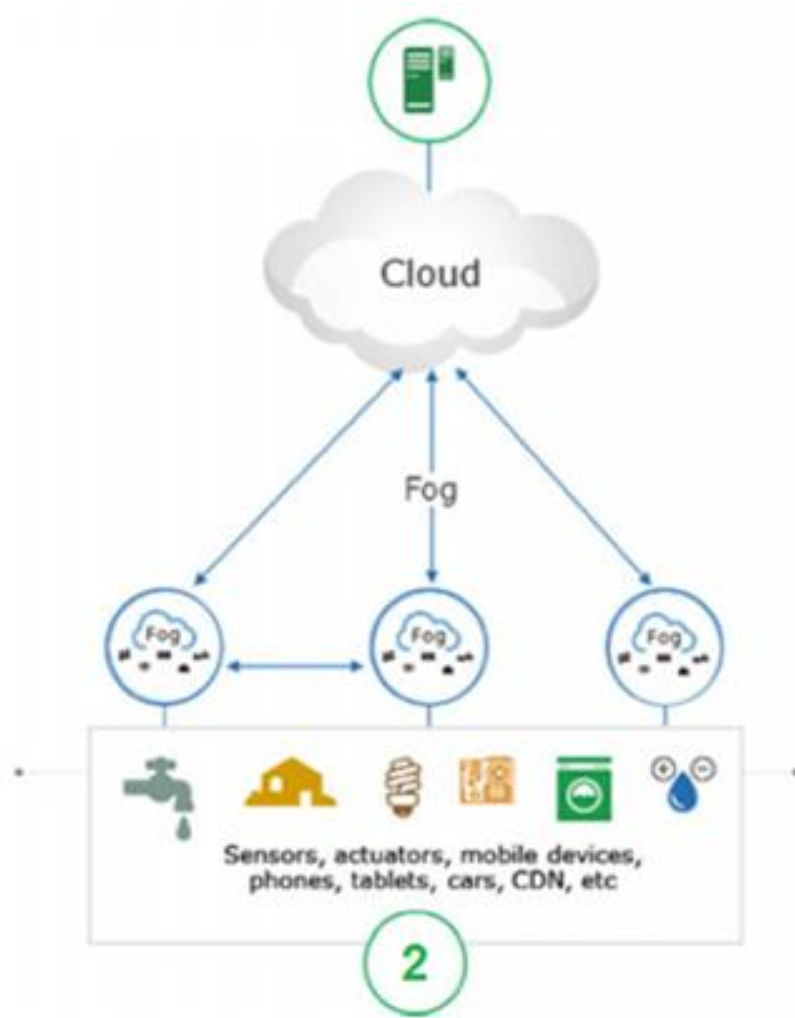 Cloud
Fog
Fog
Fog
Fog
Sensors, actuators, mobile devices,
phones, tablets, cars, CDN, etc
2